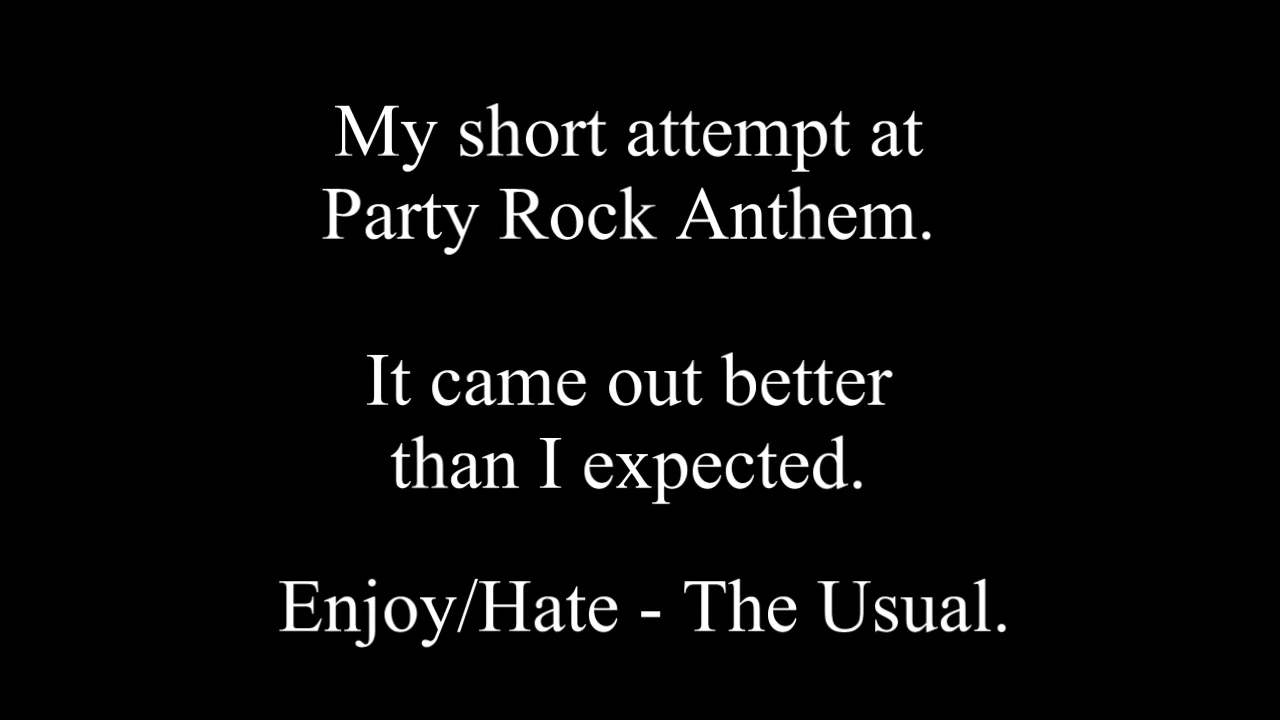 My short attempt at
Party Rock Anthem.
It came out better
than I expected.
Enjoy/Hate - The Usual.